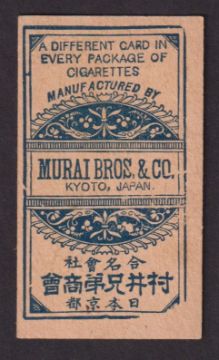 A DIFFERENT CARD IN
EVERY PACKAGE OF
CIGARETTES
MANUFACTURED BY
MURAI BROS. & CO.
KYOTO, JAPAN.
社會名合
會商弟兄井村
都京本日